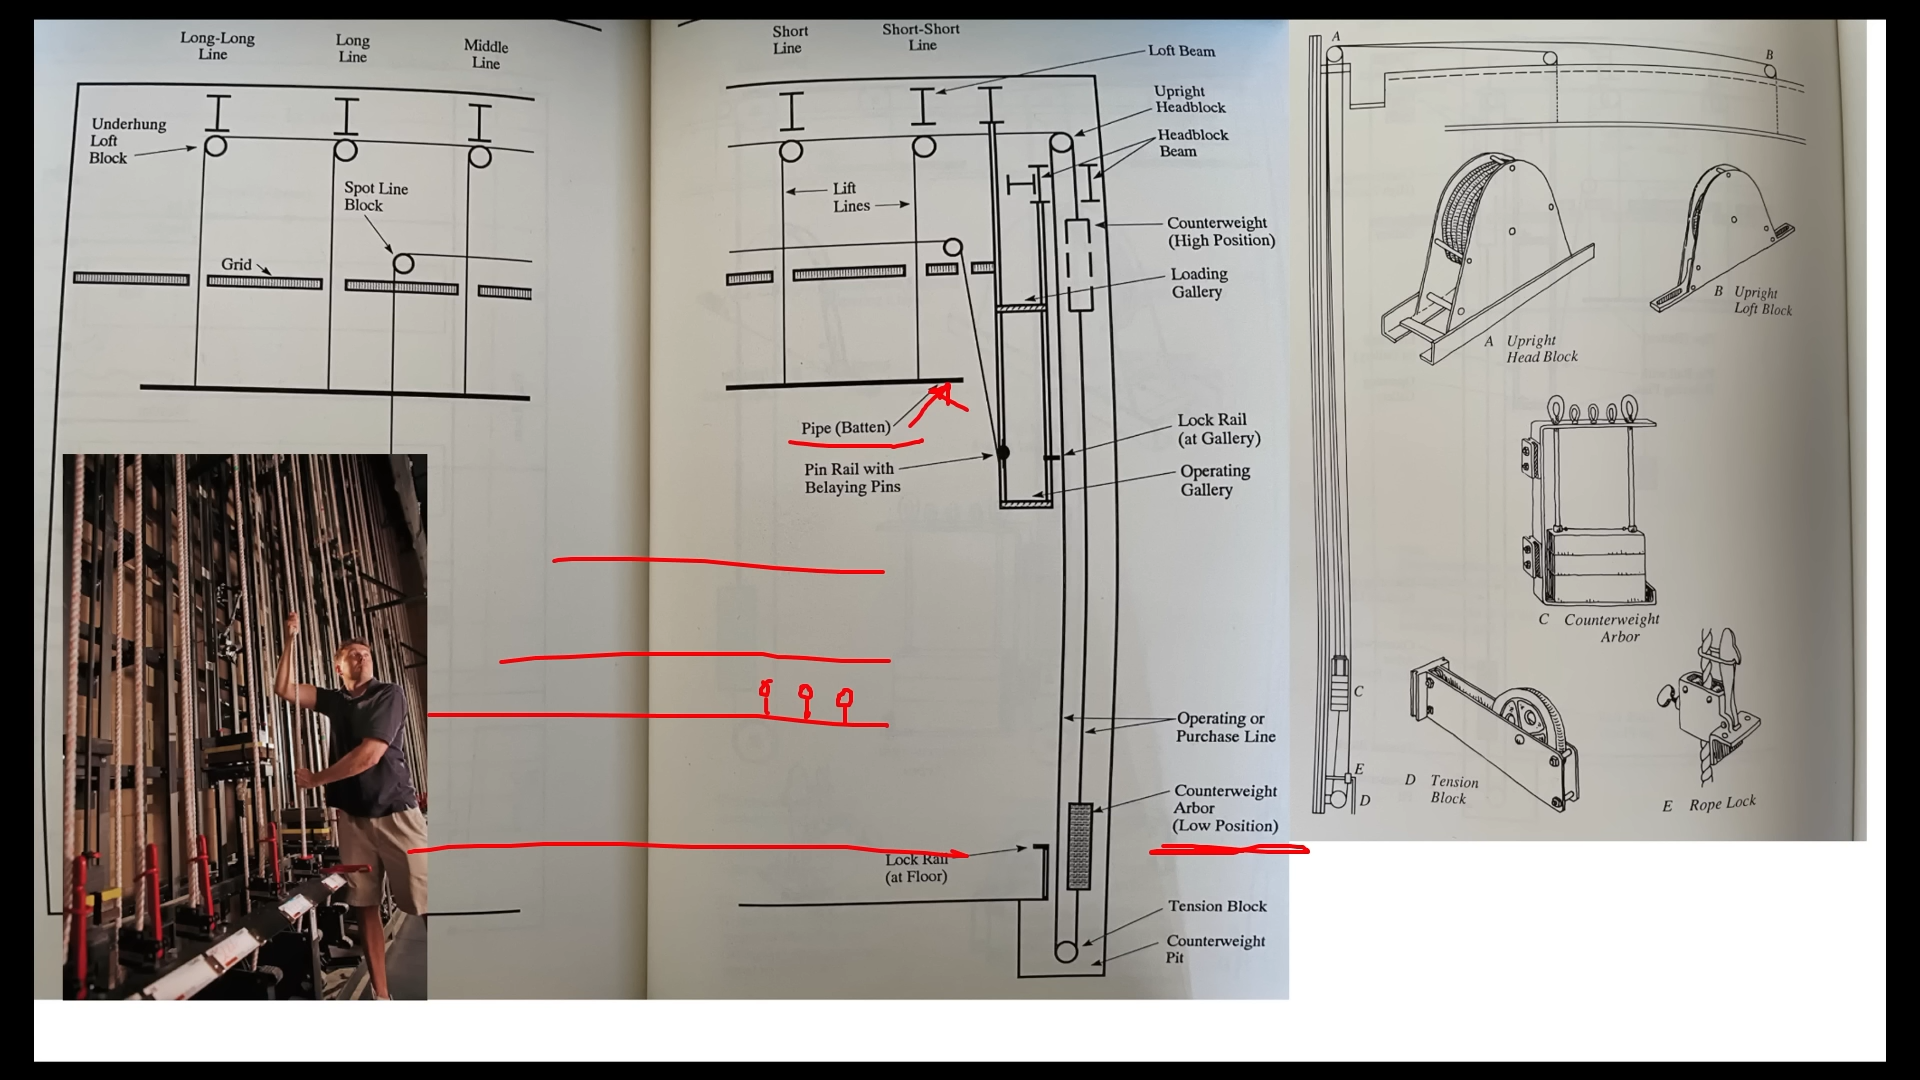 Long-Long
Line
Long
Line
Middle
Line
Underhung
Loft
Block
Spot Line
Block
Grid
Short
Line
Short-Short
Line
Loft Beam
Upright
Headblock
Headblock
Beam
Lift
Lines
Counterweight
(High Position)
Loading
Gallery
Pipe (Batten)
Pin Rail with
Belaying Pins
Lock Rail
(at Gallery)
Operating
Gallery
Operating or
Purchase Line
Counterweight
Arbor
(Low Position)
Lock Rail
(at Floor)
Tension Block
Counterweight
Pit
A
B
A Upright
Head Block
B Upright
Loft Block
C Counterweight
Arbor
C
E
D
D Tension
Block
E Rope Lock